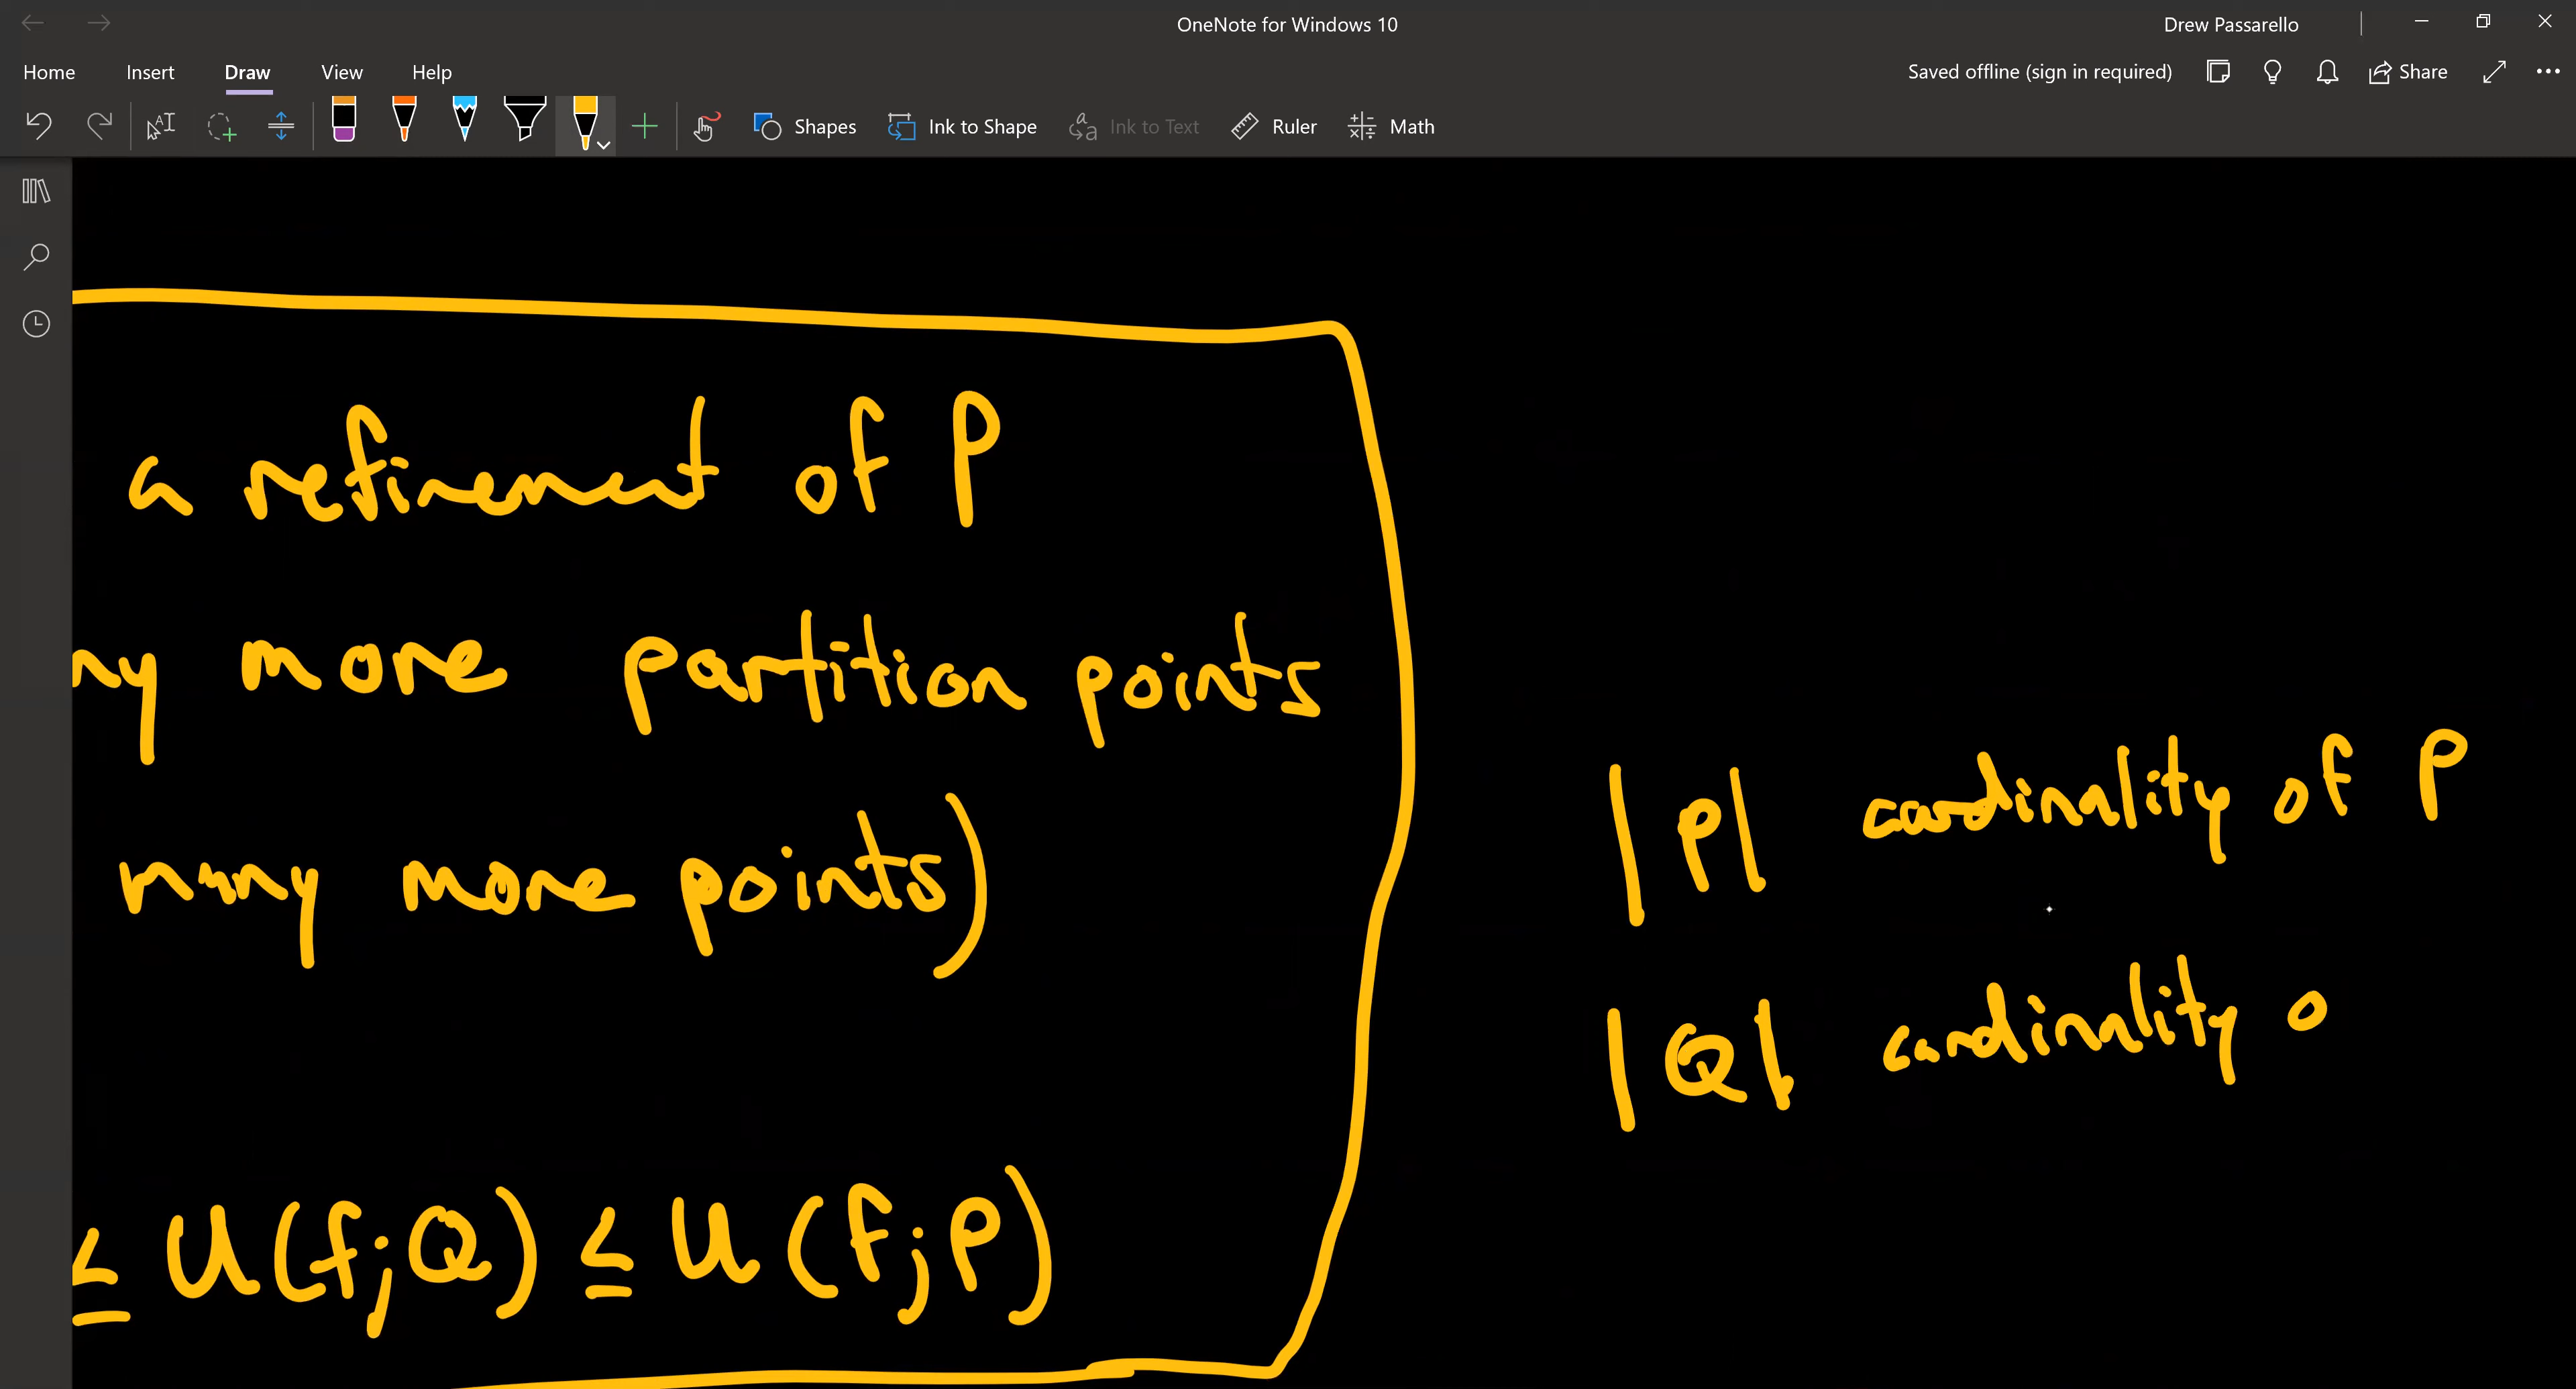 OneNote for Windows 10
Drew Passarello
Home Insert Draw View Help
Saved offline (sign in required) Share
Shapes Ink to Shape Ink to Text Ruler Math
a refinement of P
ny more partition points
many more points)
|P| cardinality of P
|Q| cardinality o
≤ U(f;Q) ≤ U(f;P)